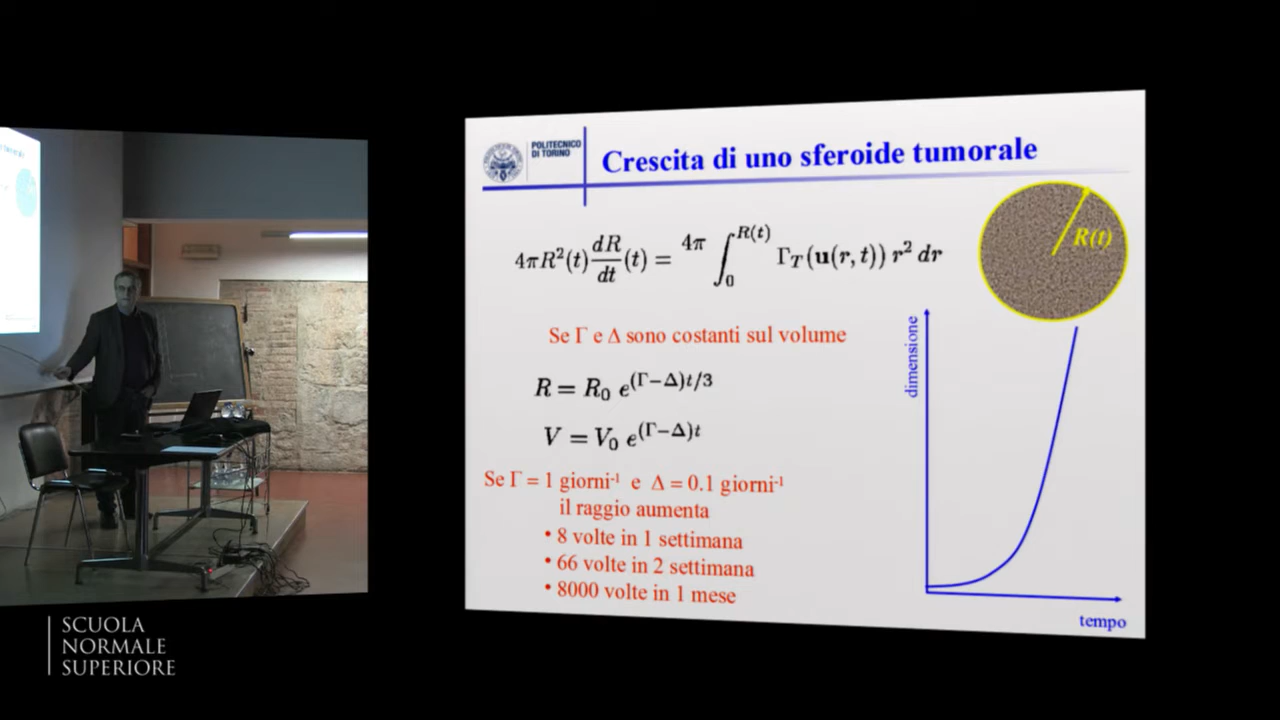 POLITECNICO
DI TORINO
Crescita di uno sferoide tumorale
4πR²(t) dR/dt (t) = 4π ∫₀^R(t) Γ_T(u(r,t)) r² dr
R(t)
Se Γ e Δ sono costanti sul volume
R = R₀ e^(Γ−Δ)t/3
V = V₀ e^(Γ−Δ)t
Se Γ = 1 giorni⁻¹ e Δ = 0.1 giorni⁻¹
il raggio aumenta
• 8 volte in 1 settimana
• 66 volte in 2 settimana
• 8000 volte in 1 mese
dimensione
tempo
SCUOLA
NORMALE
SUPERIORE